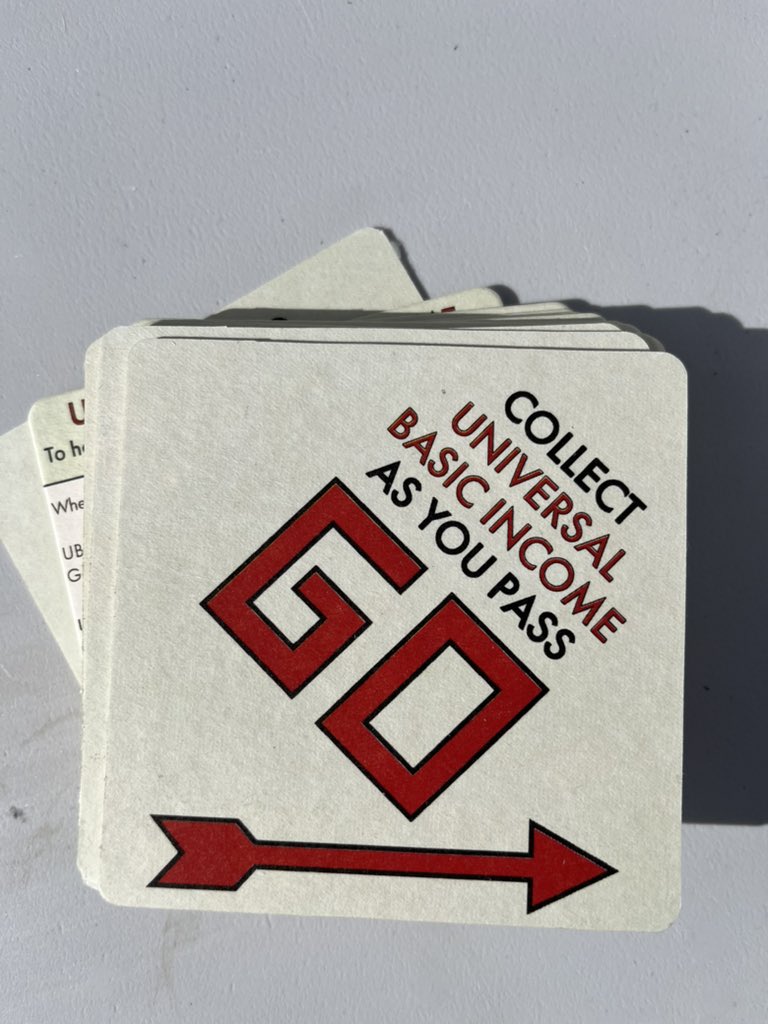 COLLECT
UNIVERSAL
BASIC INCOME
AS YOU PASS
GO
U
To h
Whe
UB
G